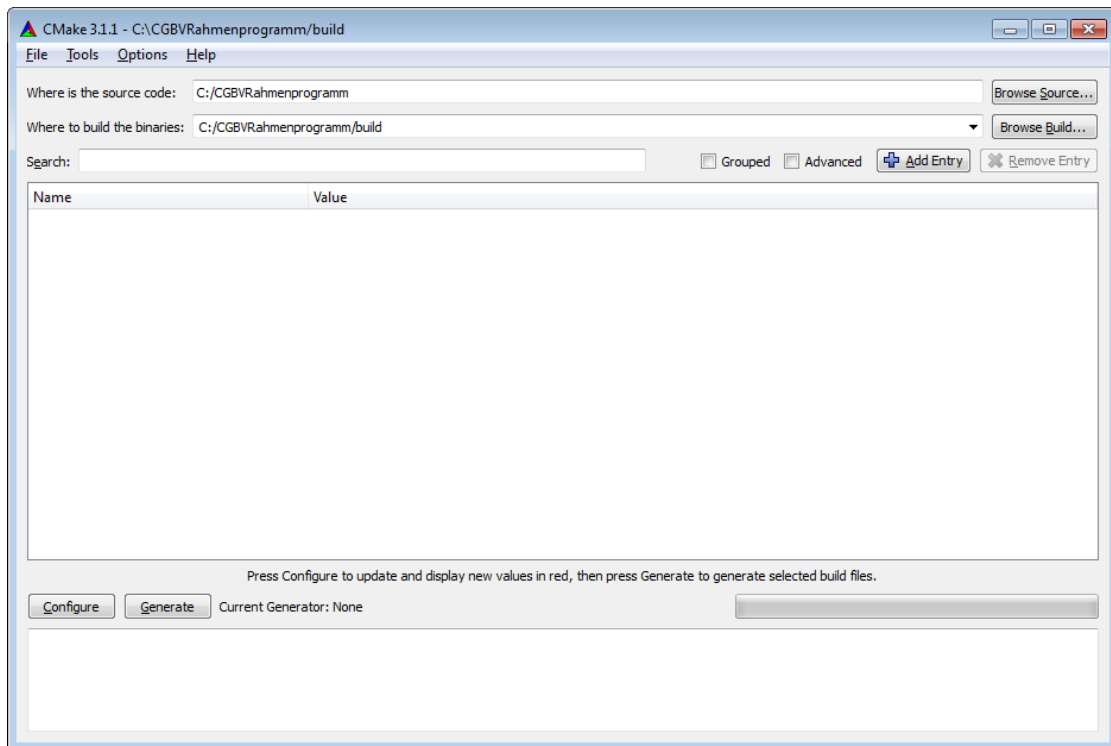 CMake 3.1.1 - C:\CGBVRahmenprogramm/build
File Tools Options Help
Where is the source code: C:/CGBVRahmenprogramm Browse Source...
Where to build the binaries: C:/CGBVRahmenprogramm/build Browse Build...
Search: Grouped Advanced Add Entry Remove Entry
Name Value
Press Configure to update and display new values in red, then press Generate to generate selected build files.
Configure Generate Current Generator: None